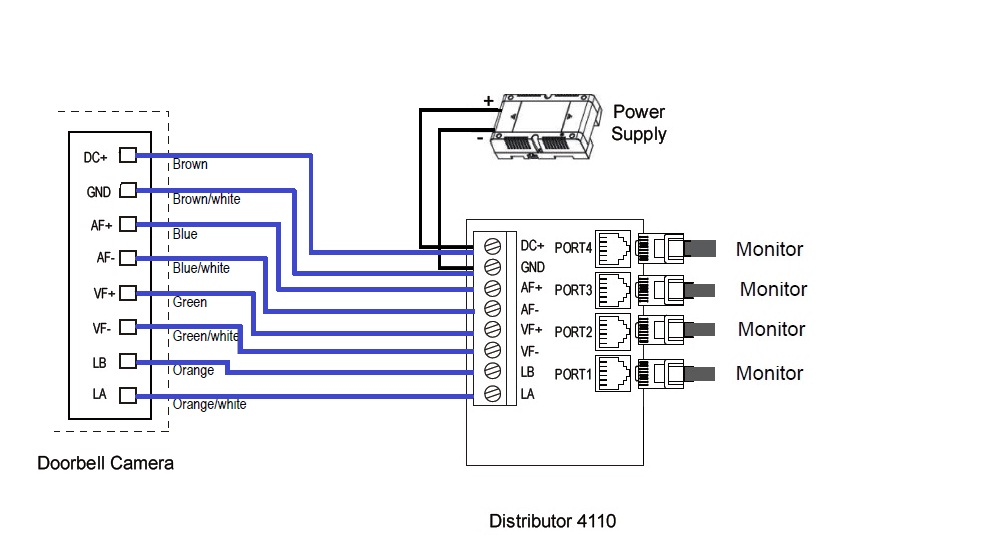 +
-
Power
Supply
DC+
Brown
GND
Brown/white
AF+
Blue
AF-
Blue/white
VF+
Green
VF-
Green/white
LB
Orange
LA
Orange/white
DC+
PORT4
Monitor
GND
AF+
PORT3
Monitor
AF-
VF+
PORT2
Monitor
VF-
LB
PORT1
Monitor
LA
Doorbell Camera
Distributor 4110